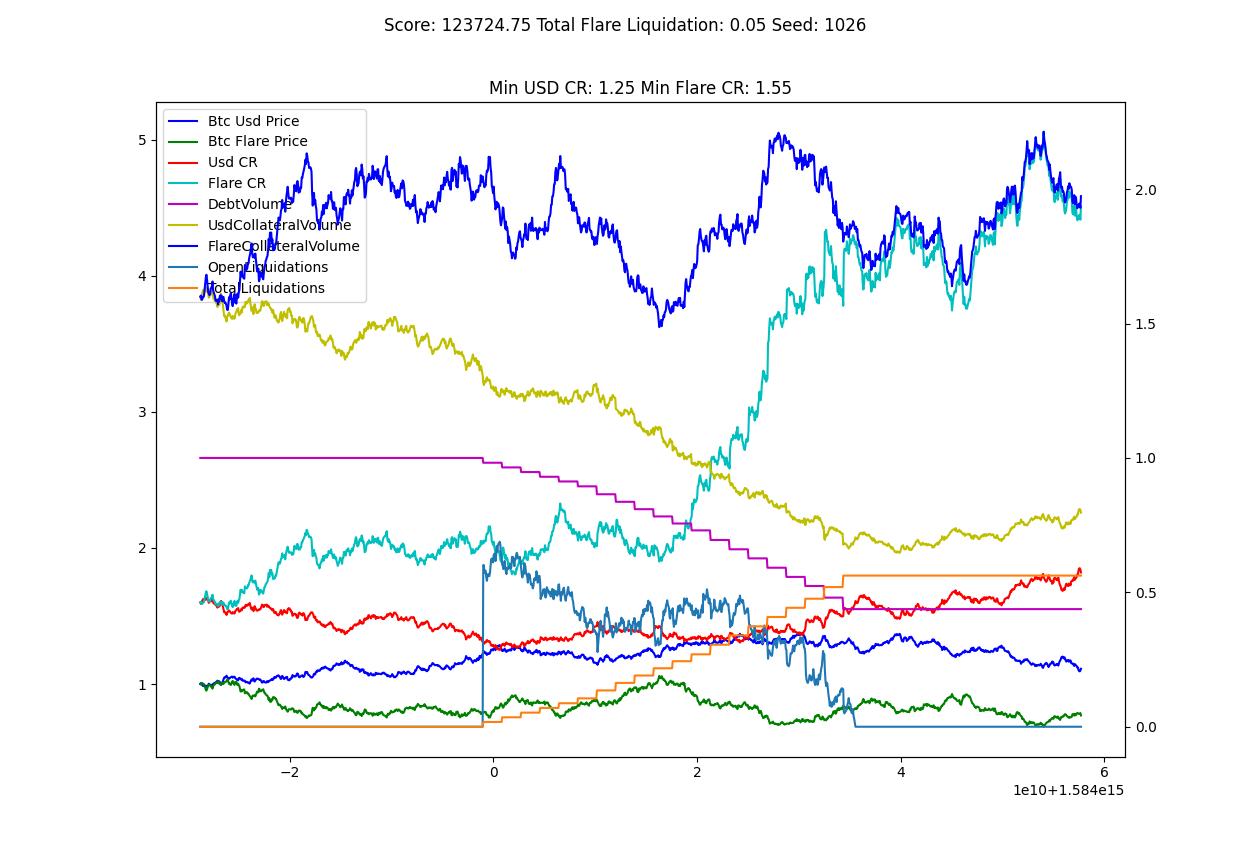 Score: 123724.75 Total Flare Liquidation: 0.05 Seed: 1026
Min USD CR: 1.25 Min Flare CR: 1.55
Btc Usd Price
Btc Flare Price
Usd CR
Flare CR
DebtVolume
UsdCollateralVolume
FlareCollateralVolume
OpenLiquidations
TotalLiquidations
5
4
3
2
1
2.0
1.5
1.0
0.5
0.0
−2
0
2
4
6
1e10+1.584e15